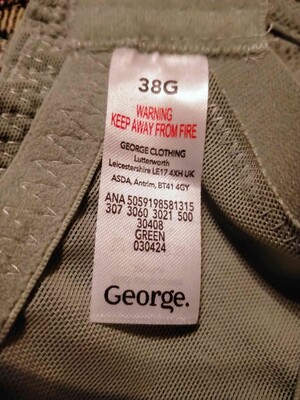 38G
WARNING
KEEP AWAY FROM FIRE
GEORGE CLOTHING
Lutterworth
Leicestershire LE17 4XH UK
ASDA, Antrim, BT41 4GY
ANA 5059198581315
307 3060 3021 500
30408
GREEN
030424
George.